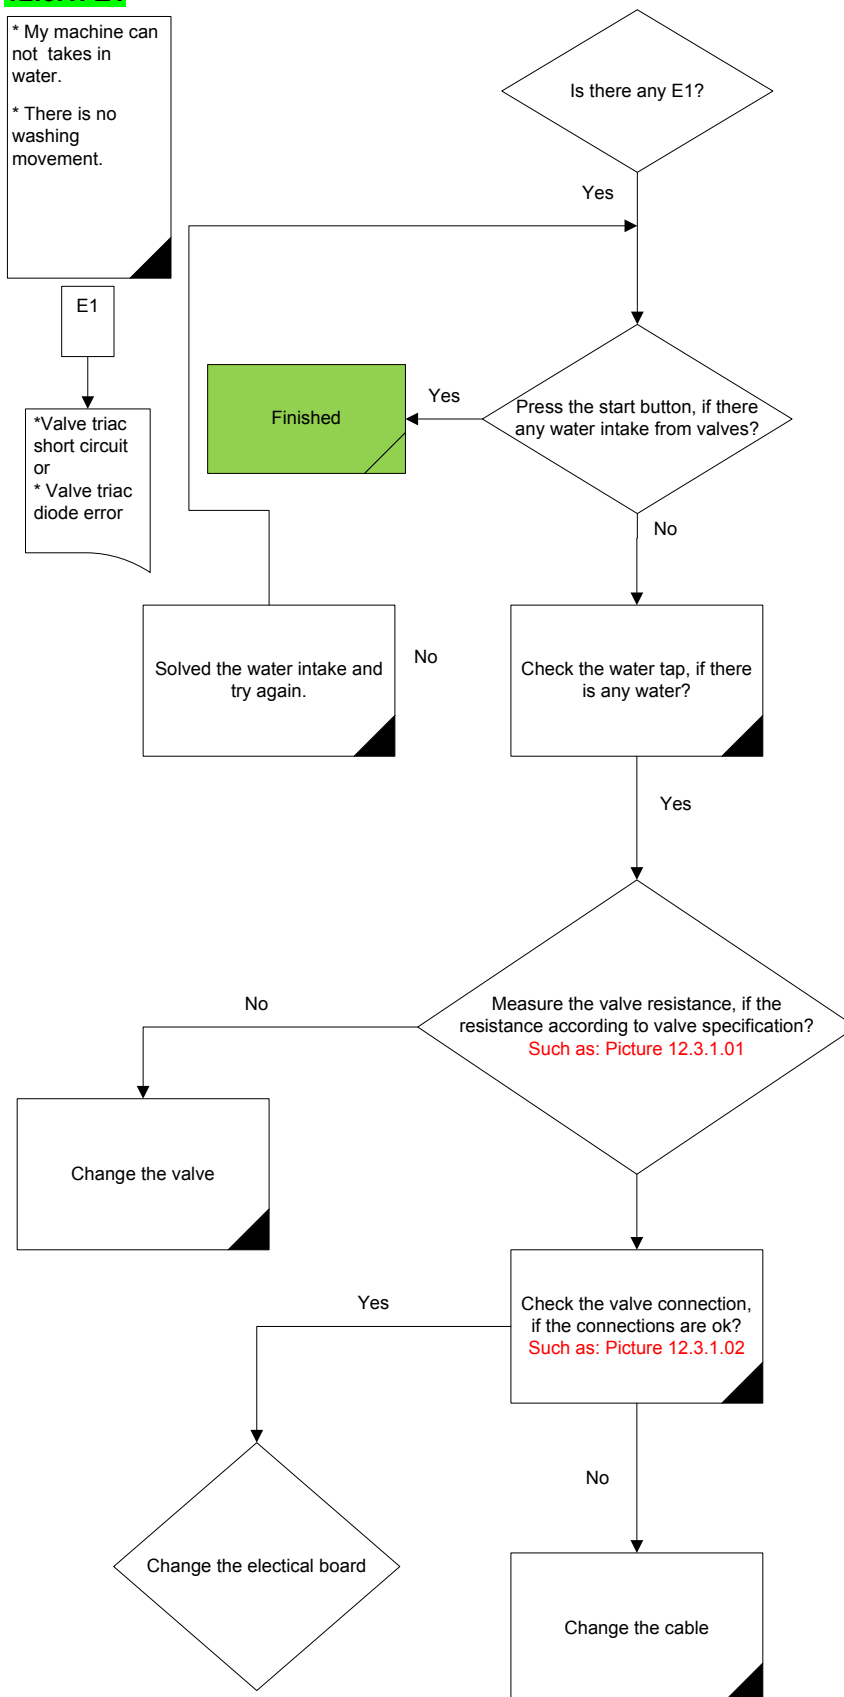 * My machine can
not takes in
water.
* There is no
washing
movement.
E1
*Valve triac
short circuit
or
* Valve triac
diode error
Is there any E1?
Yes
Press the start button, if there
any water intake from valves?
Yes
Finished
No
Check the water tap, if there
is any water?
No
Solved the water intake and
try again.
Yes
Measure the valve resistance, if the
resistance according to valve specification?
Such as: Picture 12.3.1.01
No
Change the valve
Check the valve connection,
if the connections are ok?
Such as: Picture 12.3.1.02
Yes
Change the electical board
No
Change the cable